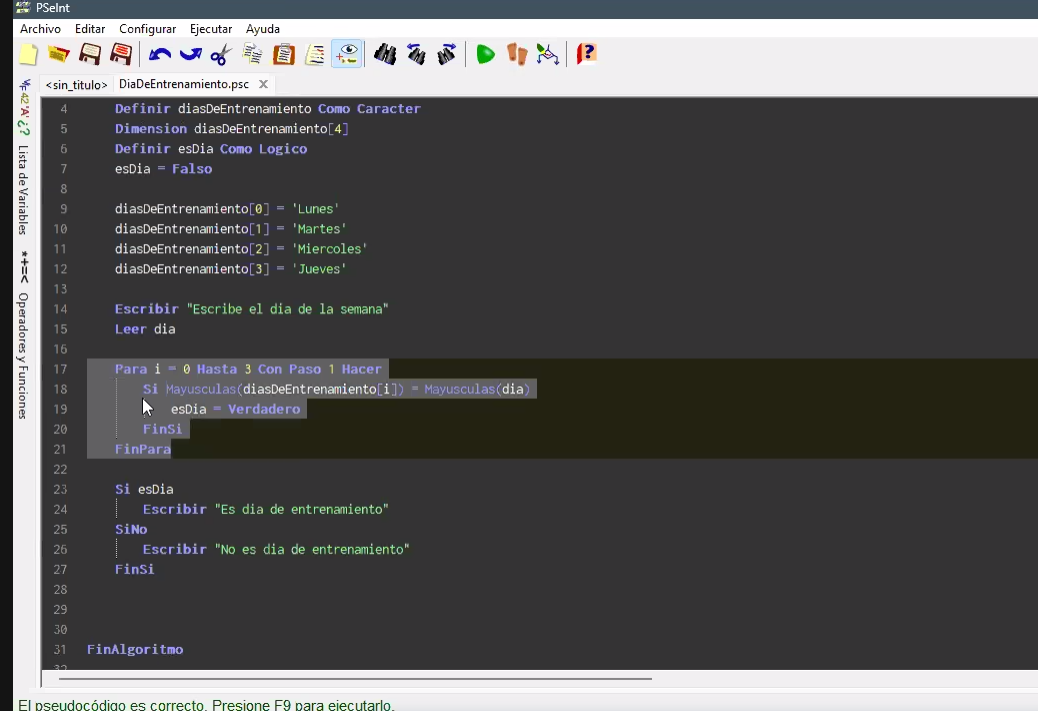 PSeInt
Archivo Editar Configurar Ejecutar Ayuda
<sin_titulo> DiaDeEntrenamiento.psc
Lista de Variables
Operadores y Funciones
4 Definir diasDeEntrenamiento Como Caracter
5 Dimension diasDeEntrenamiento[4]
6 Definir esDia Como Logico
7 esDia = Falso
8
9 diasDeEntrenamiento[0] = 'Lunes'
10 diasDeEntrenamiento[1] = 'Martes'
11 diasDeEntrenamiento[2] = 'Miercoles'
12 diasDeEntrenamiento[3] = 'Jueves'
13
14 Escribir "Escribe el dia de la semana"
15 Leer dia
16
17 Para i = 0 Hasta 3 Con Paso 1 Hacer
18 Si Mayusculas(diasDeEntrenamiento[i]) = Mayusculas(dia)
19 esDia = Verdadero
20 FinSi
21 FinPara
22
23 Si esDia
24 Escribir "Es dia de entrenamiento"
25 SiNo
26 Escribir "No es dia de entrenamiento"
27 FinSi
28
29
30
31 FinAlgoritmo
32
El pseudocódigo es correcto. Presione F9 para ejecutarlo.